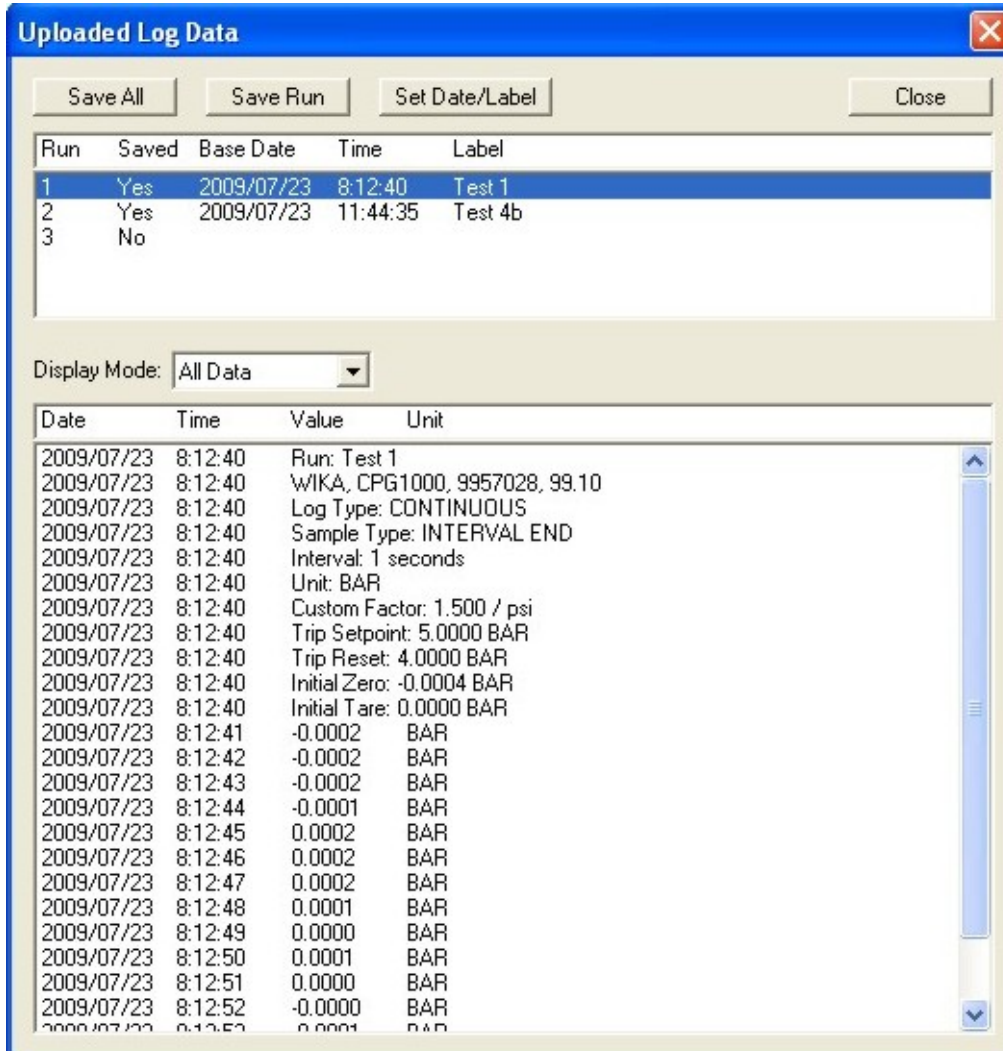 Uploaded Log Data
Save All Save Run Set Date/Label Close
Run Saved Base Date Time Label
1 Yes 2009/07/23 8:12:40 Test 1
2 Yes 2009/07/23 11:44:35 Test 4b
3 No
Display Mode: All Data
Date Time Value Unit
2009/07/23 8:12:40 Run: Test 1
2009/07/23 8:12:40 WIKA, CPG1000, 9957028, 99.10
2009/07/23 8:12:40 Log Type: CONTINUOUS
2009/07/23 8:12:40 Sample Type: INTERVAL END
2009/07/23 8:12:40 Interval: 1 seconds
2009/07/23 8:12:40 Unit: BAR
2009/07/23 8:12:40 Custom Factor: 1.500 / psi
2009/07/23 8:12:40 Trip Setpoint: 5.0000 BAR
2009/07/23 8:12:40 Trip Reset: 4.0000 BAR
2009/07/23 8:12:40 Initial Zero: -0.0004 BAR
2009/07/23 8:12:40 Initial Tare: 0.0000 BAR
2009/07/23 8:12:41 -0.0002 BAR
2009/07/23 8:12:42 -0.0002 BAR
2009/07/23 8:12:43 -0.0002 BAR
2009/07/23 8:12:44 -0.0001 BAR
2009/07/23 8:12:45 0.0002 BAR
2009/07/23 8:12:46 0.0002 BAR
2009/07/23 8:12:47 0.0002 BAR
2009/07/23 8:12:48 0.0001 BAR
2009/07/23 8:12:49 0.0000 BAR
2009/07/23 8:12:50 0.0001 BAR
2009/07/23 8:12:51 0.0000 BAR
2009/07/23 8:12:52 -0.0000 BAR